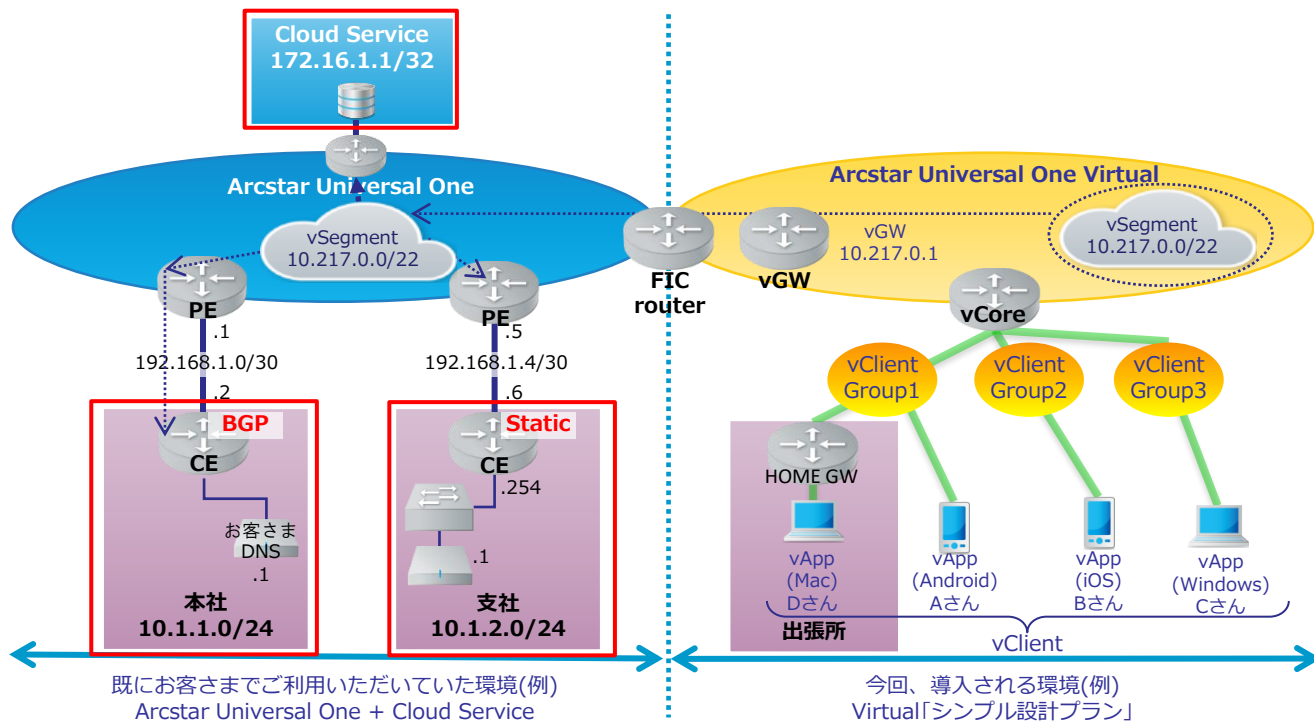 Cloud Service
172.16.1.1/32
Arcstar Universal One
vSegment
10.217.0.0/22
PE
.1
192.168.1.0/30
.2
BGP
CE
お客さま
DNS
.1
本社
10.1.1.0/24
PE
.5
192.168.1.4/30
.6
Static
CE
.254
.1
支社
10.1.2.0/24
既にお客さまでご利用いただいていた環境(例)
Arcstar Universal One + Cloud Service
FIC
router
Arcstar Universal One Virtual
vGW
vGW
10.217.0.1
vSegment
10.217.0.0/22
vCore
vClient
Group1
vClient
Group2
vClient
Group3
HOME GW
vApp
(Mac)
Dさん
vApp
(Android)
Aさん
vApp
(iOS)
Bさん
vApp
(Windows)
Cさん
出張所
vClient
今回、導入される環境(例)
Virtual「シンプル設計プラン」